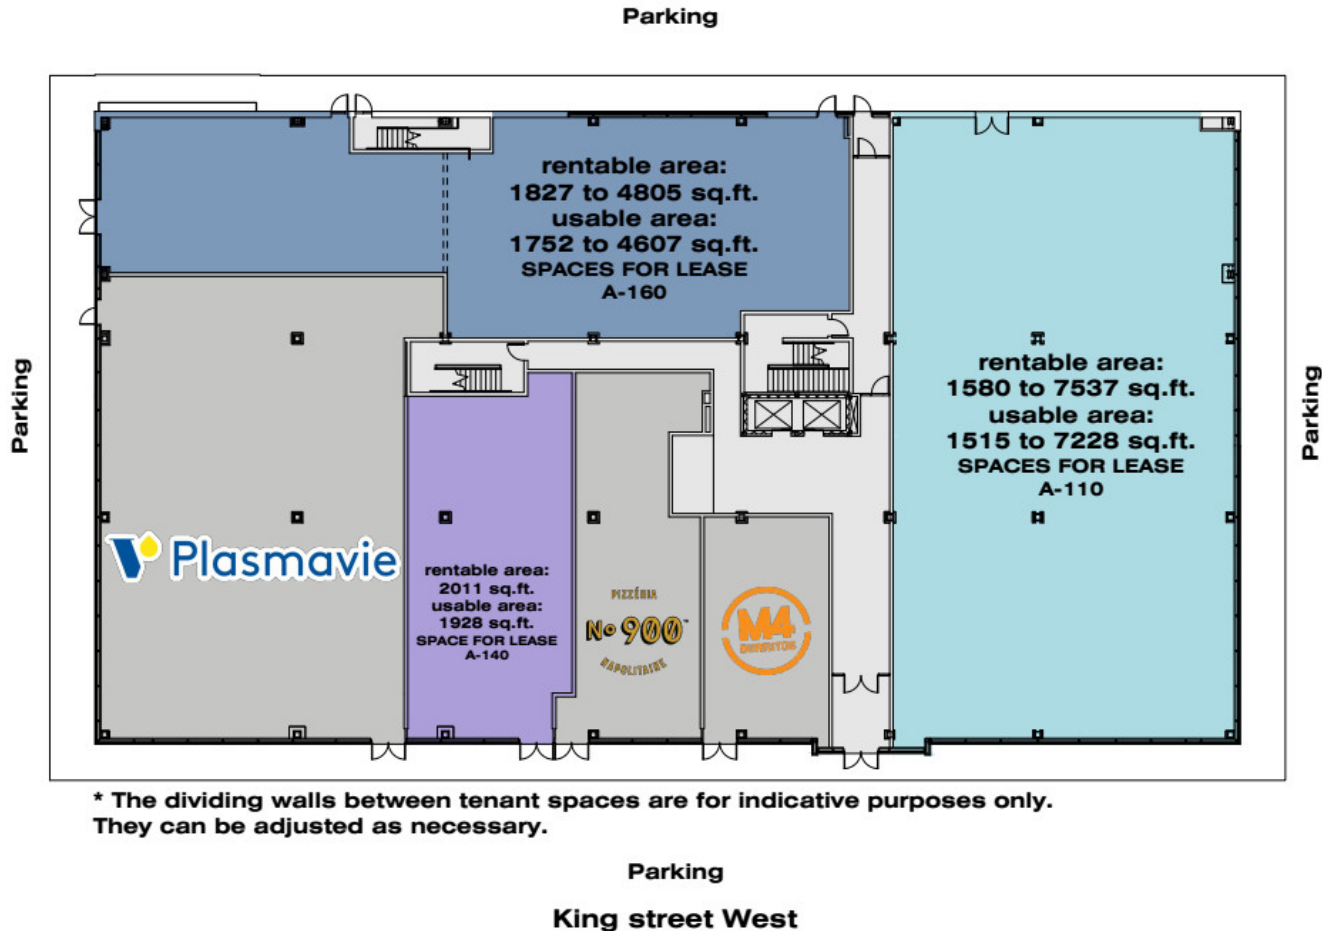 Parking
rentable area:
1827 to 4805 sq.ft.
usable area:
1752 to 4607 sq.ft.
SPACES FOR LEASE
A-160
Parking
rentable area:
1580 to 7537 sq.ft.
usable area:
1515 to 7228 sq.ft.
SPACES FOR LEASE
A-110
Parking
Plasmavie
rentable area:
2011 sq.ft.
usable area:
1928 sq.ft.
SPACE FOR LEASE
A-140
PIZZÉRIA
No 900™
NAPOLITAINE
M4
BURRITOS
* The dividing walls between tenant spaces are for indicative purposes only.
They can be adjusted as necessary.
Parking
King street West